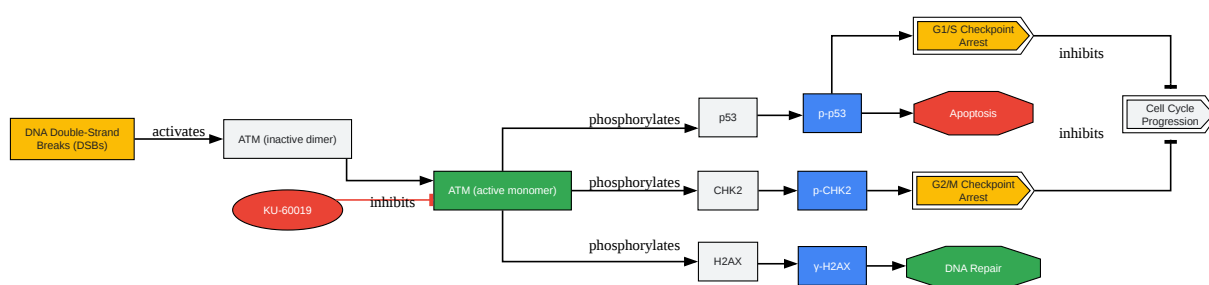 DNA Double-Strand
Breaks (DSBs)
activates
ATM (inactive dimer)
KU-60019
inhibits
ATM (active monomer)
phosphorylates
p53
p-p53
G1/S Checkpoint
Arrest
inhibits
Apoptosis
Cell Cycle
Progression
inhibits
phosphorylates
CHK2
p-CHK2
G2/M Checkpoint
Arrest
phosphorylates
H2AX
γ-H2AX
DNA Repair